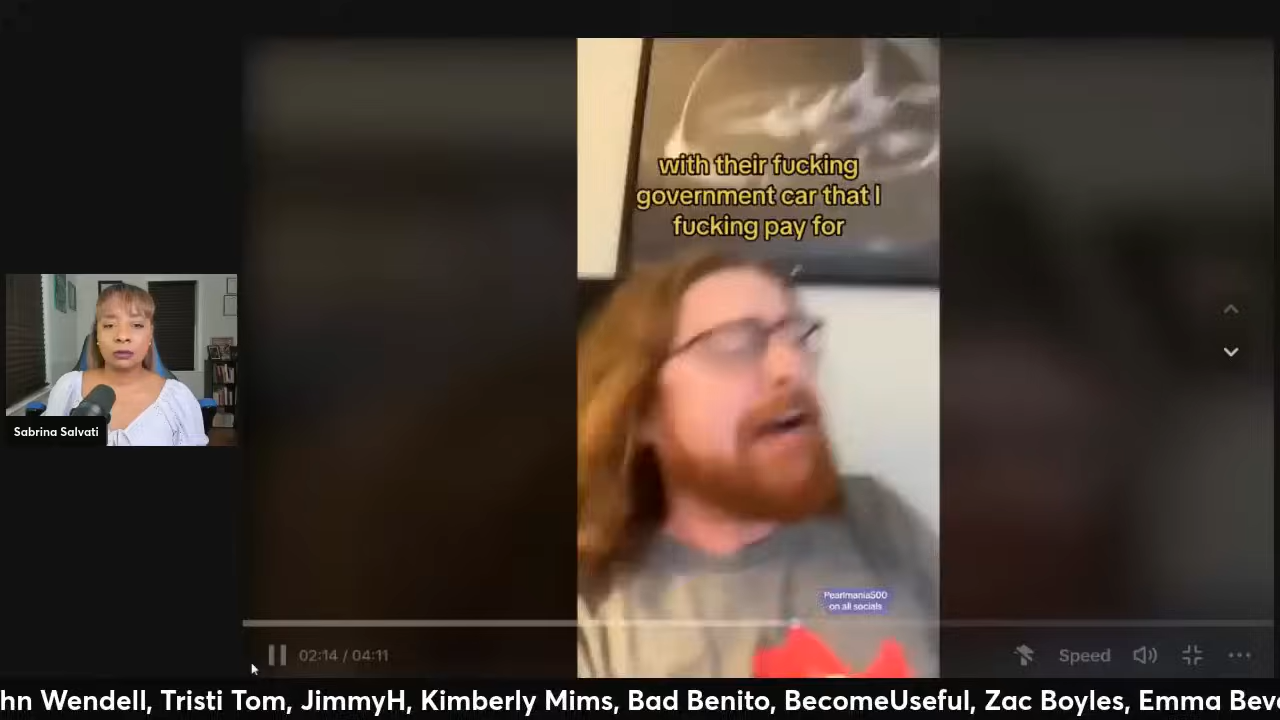 with their fucking
government car that I
fucking pay for
Sabrina Salvati
Pearlmania500
on all socials
02:14 / 04:11
Speed
hn Wendell, Tristi Tom, JimmyH, Kimberly Mims, Bad Benito, BecomeUseful, Zac Boyles, Emma Bev